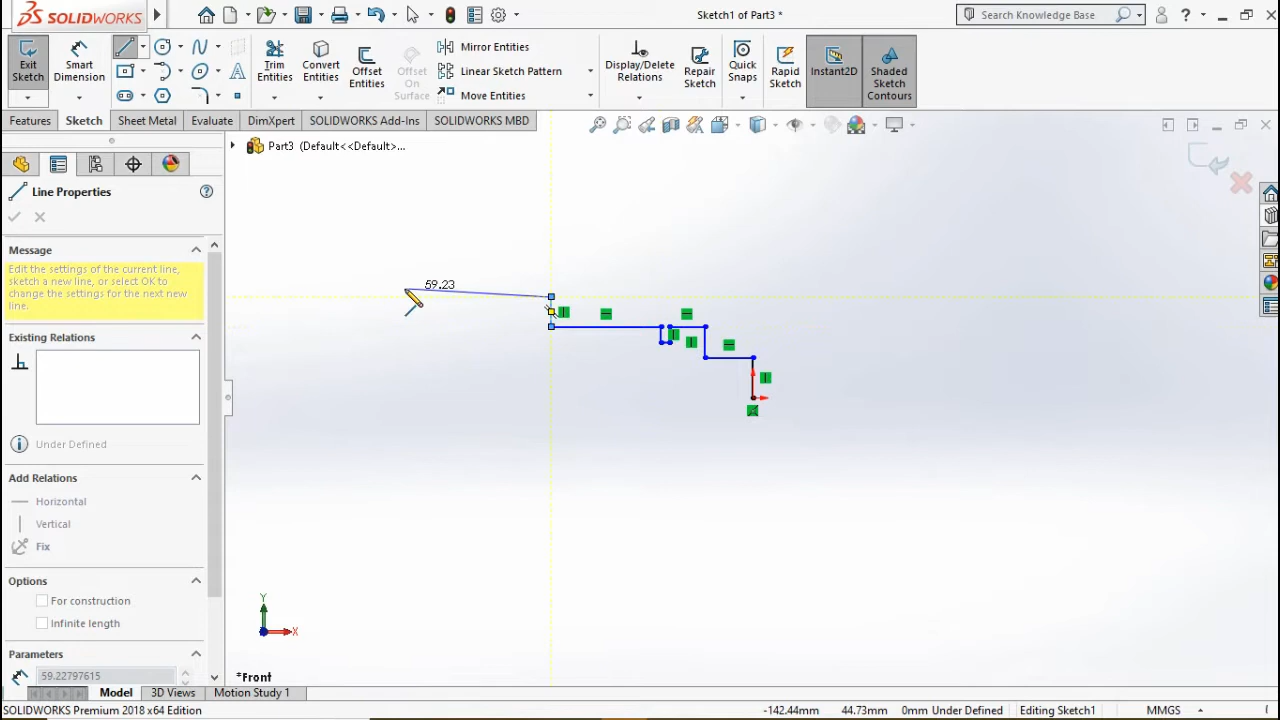 SOLIDWORKS
Sketch1 of Part3 *
Search Knowledge Base
?
Exit Sketch
Smart Dimension
Trim Entities
Convert Entities
Offset Entities
Offset On Surface
Mirror Entities
Linear Sketch Pattern
Move Entities
Display/Delete Relations
Repair Sketch
Quick Snaps
Rapid Sketch
Instant2D
Shaded Sketch Contours
Features
Sketch
Sheet Metal
Evaluate
DimXpert
SOLIDWORKS Add-Ins
SOLIDWORKS MBD
Part3 (Default<<Default>...
Line Properties
?
Message
Edit the settings of the current line,
sketch a new line, or select OK to
change the settings for the next new
line.
Existing Relations
Under Defined
Add Relations
Horizontal
Vertical
Fix
Options
For construction
Infinite length
Parameters
59.22797615
59.23
Y
X
*Front
Model
3D Views
Motion Study 1
SOLIDWORKS Premium 2018 x64 Edition
-142.44mm
44.73mm
0mm
Under Defined
Editing Sketch1
MMGS